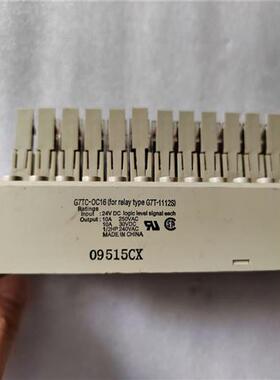 G7TC-OC16 (for relay type G7T-1112S)
Ratings
Input : 24V DC logic level signal each
Output : 10A 250VAC
10A 30VDC
1/2HP 240VAC
MADE IN CHINA
09515CX